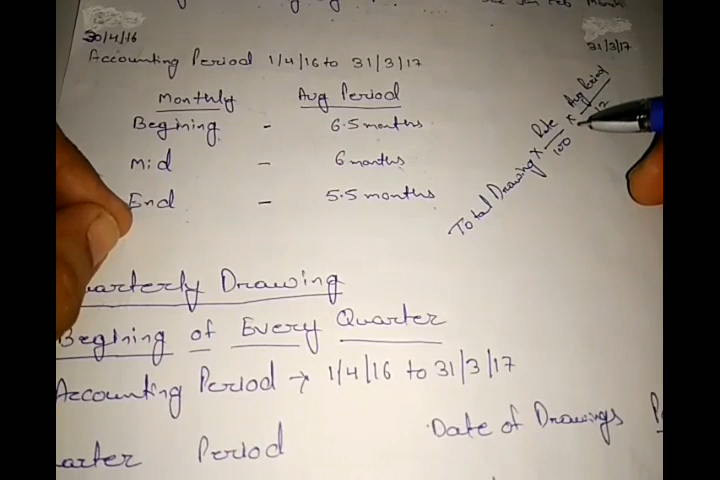 30/4/16
31/3/17
Accounting Period 1/4/16 to 31/3/17
Monthly Avg Period
Begining - 6.5 months
Mid - 6 months
End - 5.5 months
Total Drawing x Rate/100 x Avg Period/12
uarterly Drawing
Begining of Every Quarter
Accounting Period → 1/4/16 to 31/3/17
uarter Period Date of Drawings